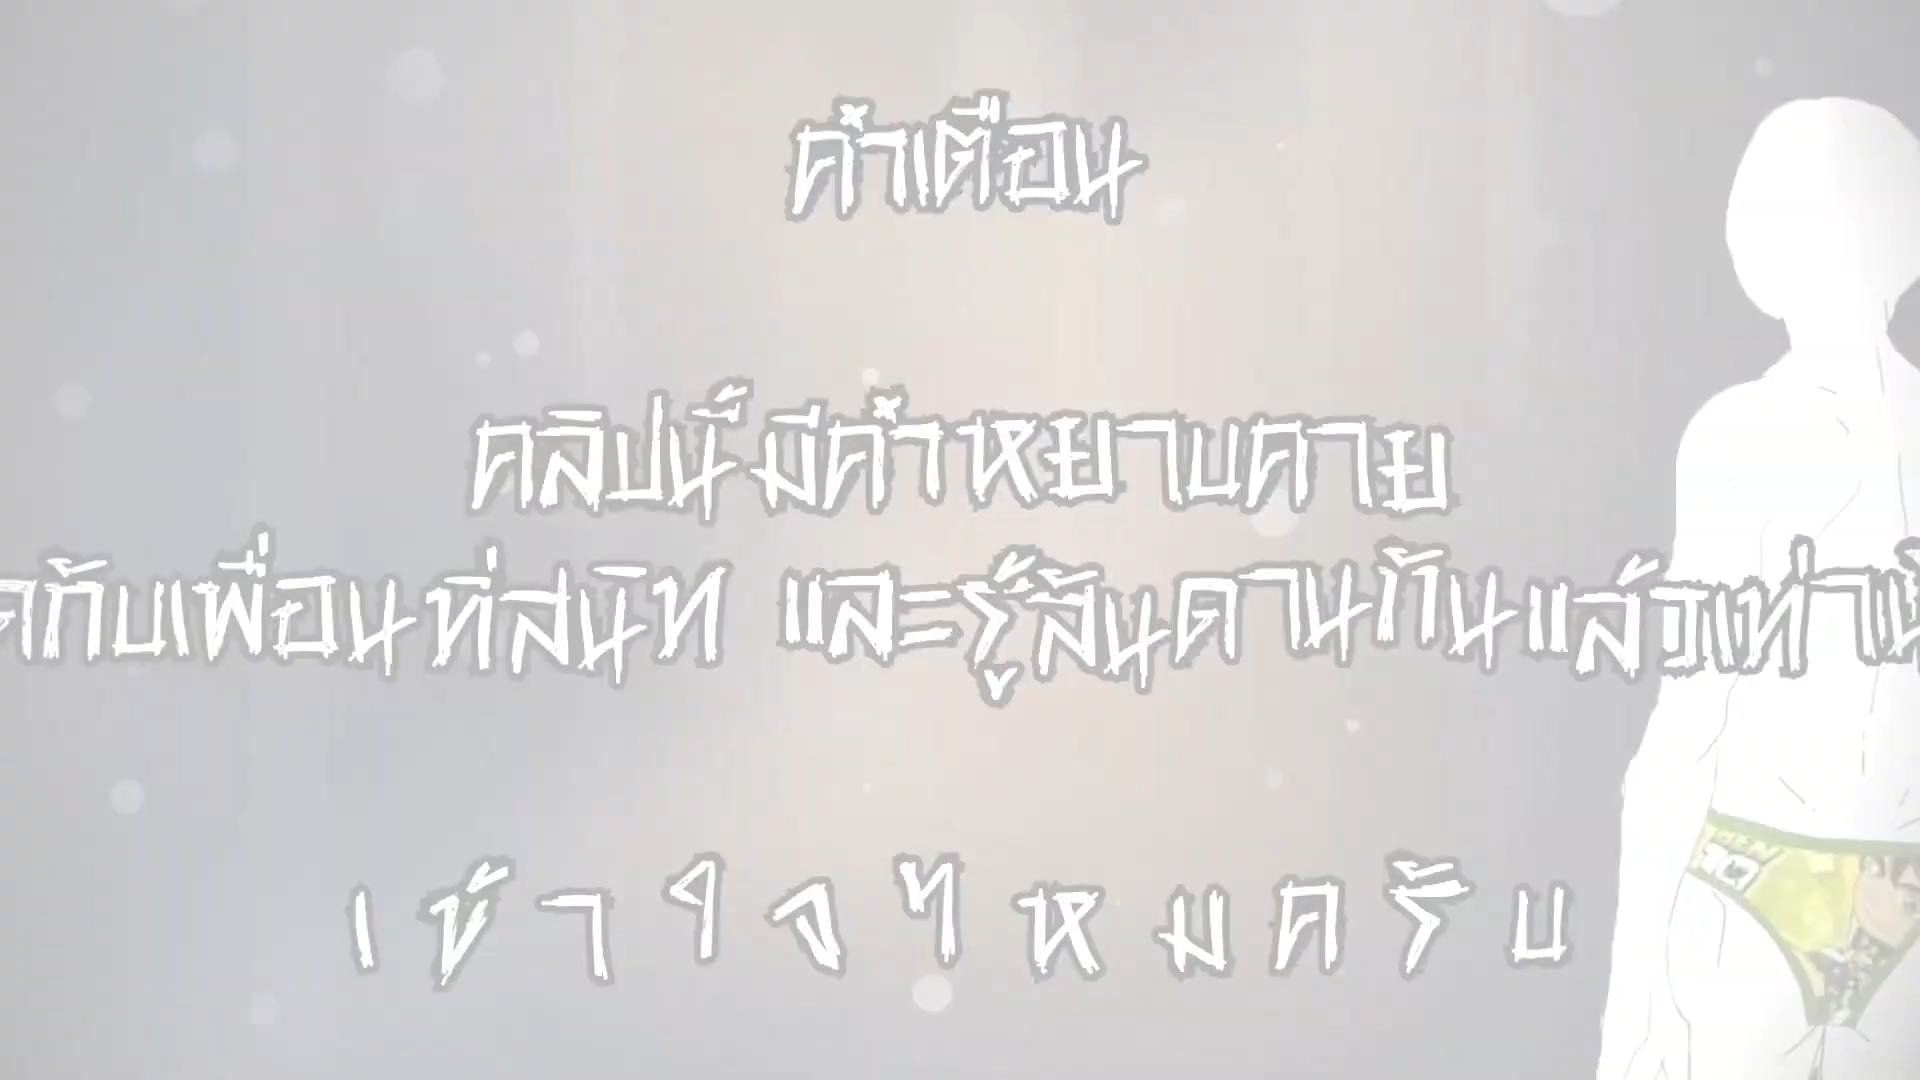 คำเตือน
คลิปนี้มีคำหยาบคาย
กับเพื่อนที่สนิท และรู้สันดานกันแล้วเท่า
เข้าใจไหมครับ
BEN
10